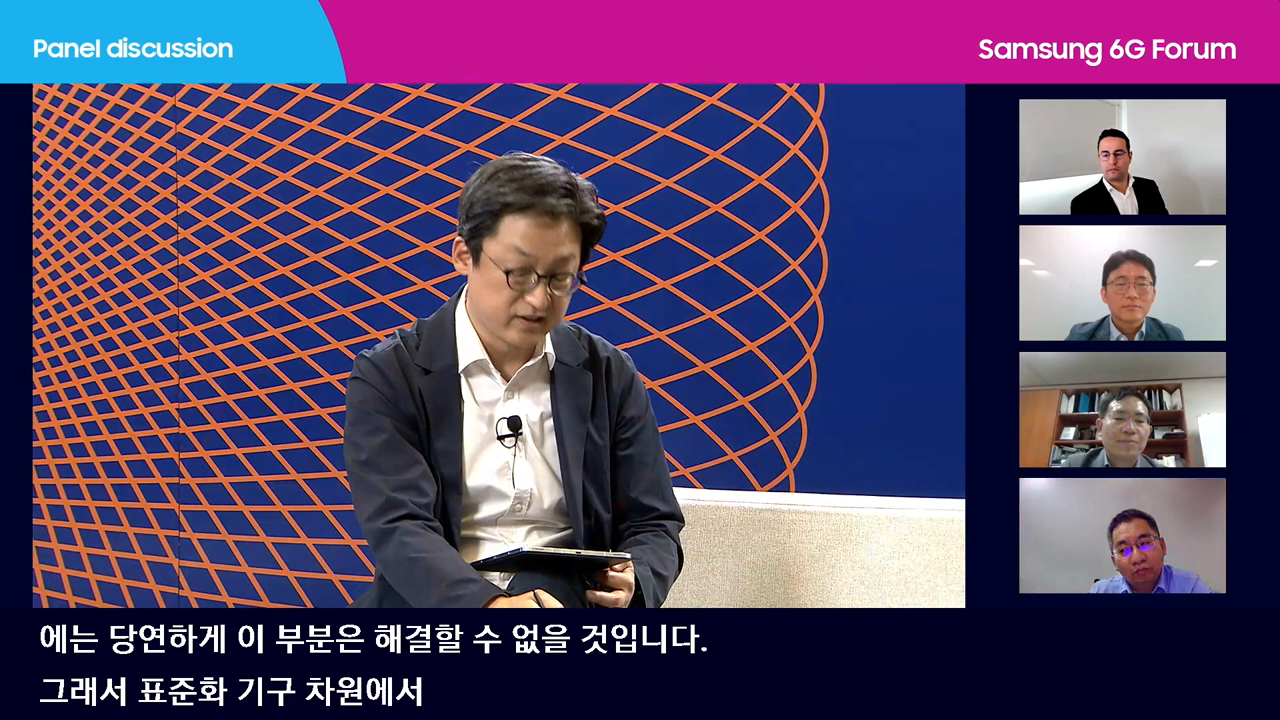 Panel discussion
Samsung 6G Forum
에는 당연하게 이 부분은 해결할 수 없을 것입니다.
그래서 표준화 기구 차원에서